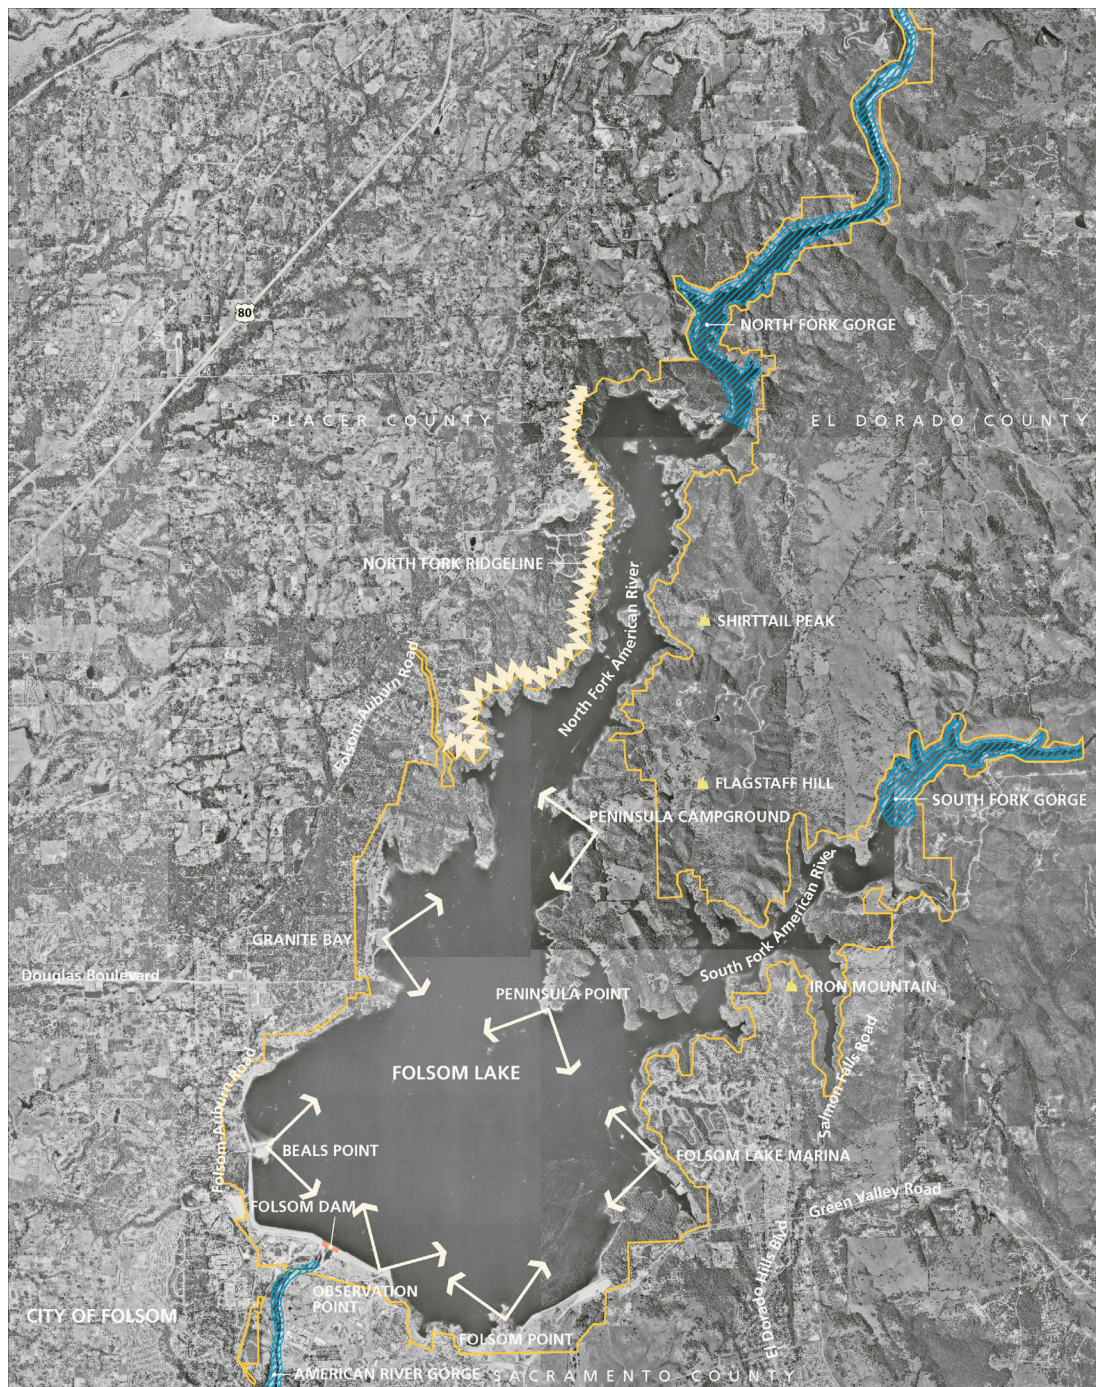 80
NORTH FORK GORGE
PLACER COUNTY
EL DORADO COUNTY
NORTH FORK RIDGELINE
North Fork American River
SHIRTTAIL PEAK
Folsom-Auburn Road
FLAGSTAFF HILL
SOUTH FORK GORGE
PENINSULA CAMPGROUND
South Fork American River
GRANITE BAY
Douglas Boulevard
PENINSULA POINT
IRON MOUNTAIN
FOLSOM LAKE
Salmon Falls Road
Folsom-Auburn Road
BEALS POINT
FOLSOM LAKE MARINA
Green Valley Road
FOLSOM DAM
El Dorado Hills Blvd
OBSERVATION
POINT
CITY OF FOLSOM
FOLSOM POINT
AMERICAN RIVER GORGE
SACRAMENTO COUNTY